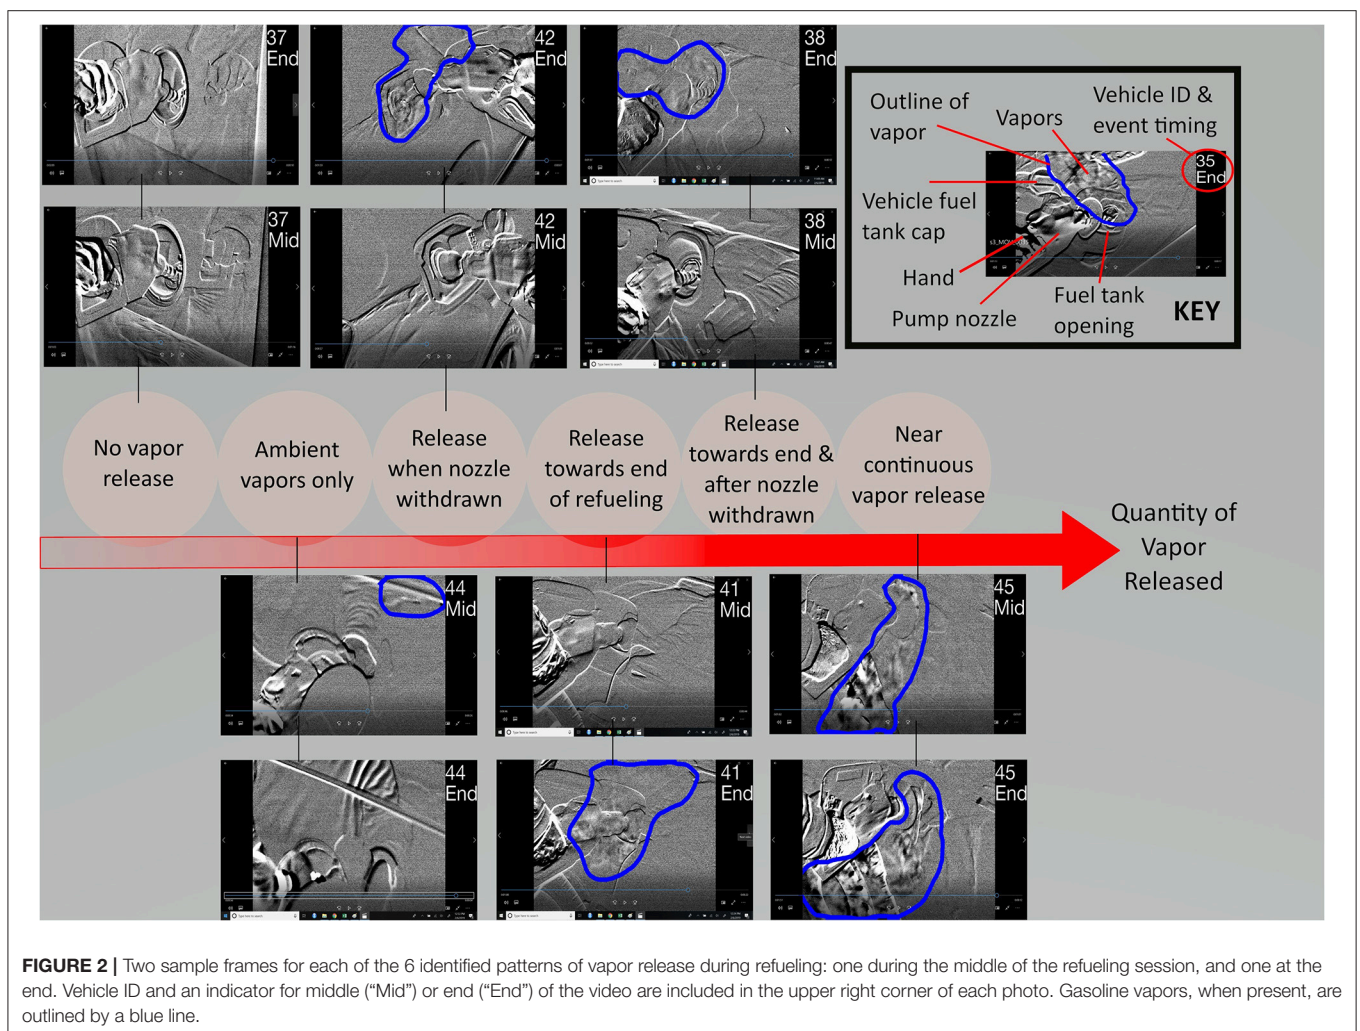 37
End
42
End
38
End
37
Mid
42
Mid
38
Mid
Outline of
vapor
Vapors
Vehicle ID &
event timing
35
End
Vehicle fuel
tank cap
Hand
Pump nozzle
Fuel tank
opening
KEY
No vapor
release
Ambient
vapors only
Release
when nozzle
withdrawn
Release
towards end
of refueling
Release
towards end &
after nozzle
withdrawn
Near
continuous
vapor release
Quantity of
Vapor
Released
44
Mid
41
Mid
45
Mid
44
End
41
End
45
End
FIGURE 2 | Two sample frames for each of the 6 identified patterns of vapor release during refueling: one during the middle of the refueling session, and one at the
end. Vehicle ID and an indicator for middle (“Mid”) or end (“End”) of the video are included in the upper right corner of each photo. Gasoline vapors, when present, are
outlined by a blue line.